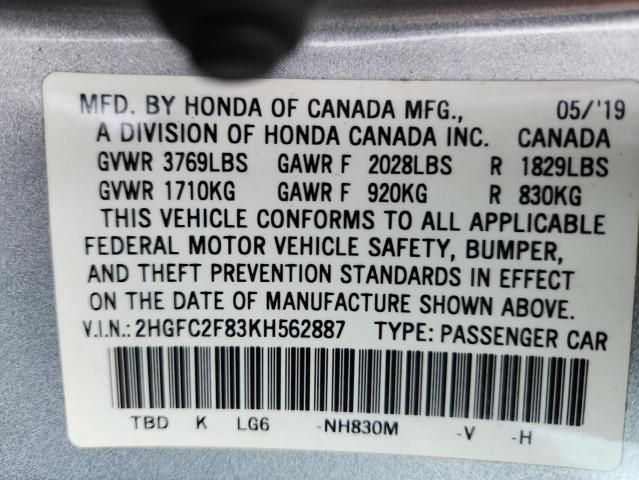 MFD. BY HONDA OF CANADA MFG., 05/'19
A DIVISION OF HONDA CANADA INC. CANADA
GVWR 3769LBS GAWR F 2028LBS R 1829LBS
GVWR 1710KG GAWR F 920KG R 830KG
THIS VEHICLE CONFORMS TO ALL APPLICABLE
FEDERAL MOTOR VEHICLE SAFETY, BUMPER,
AND THEFT PREVENTION STANDARDS IN EFFECT
ON THE DATE OF MANUFACTURE SHOWN ABOVE.
V.I.N.: 2HGFC2F83KH562887 TYPE: PASSENGER CAR
TBD K LG6 -NH830M -V -H